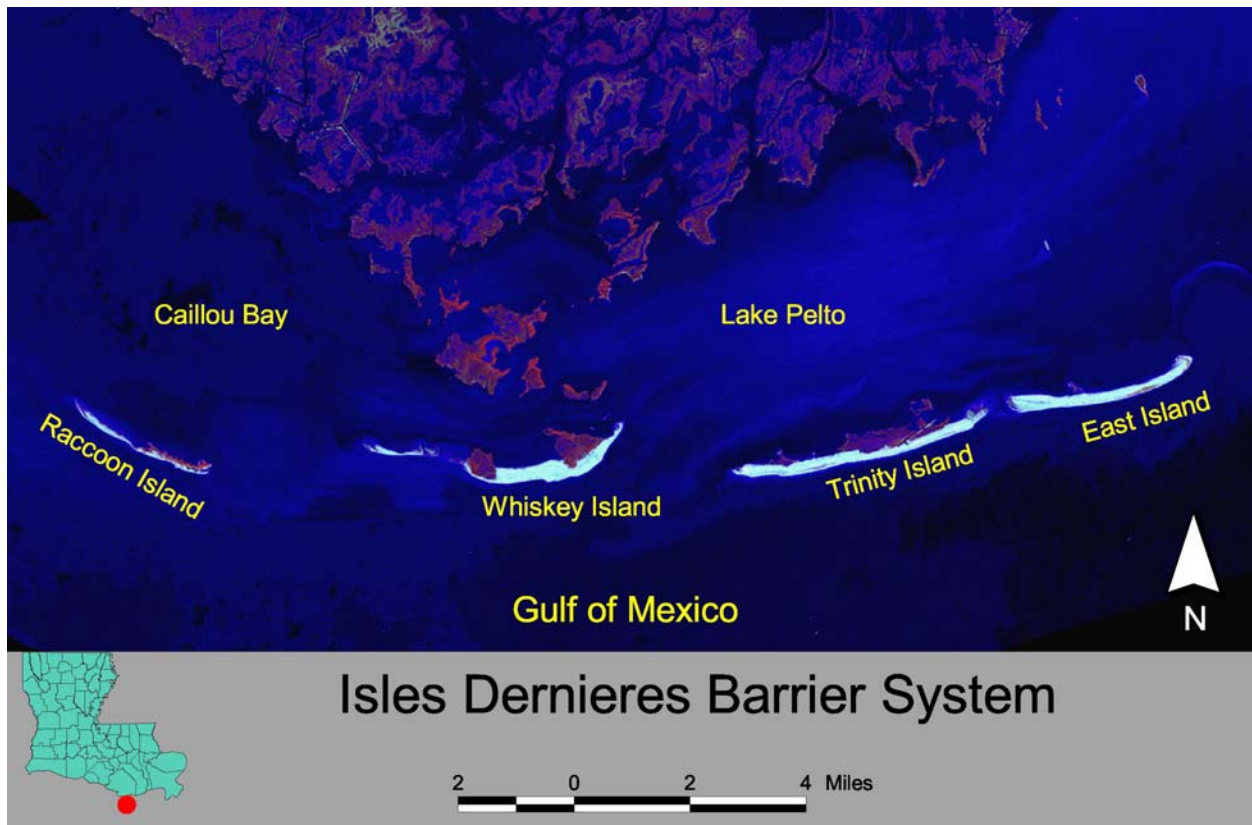 Caillou Bay
Lake Pelto
Raccoon Island
Whiskey Island
Trinity Island
East Island
Gulf of Mexico
N
Isles Dernieres Barrier System
2 0 2 4 Miles